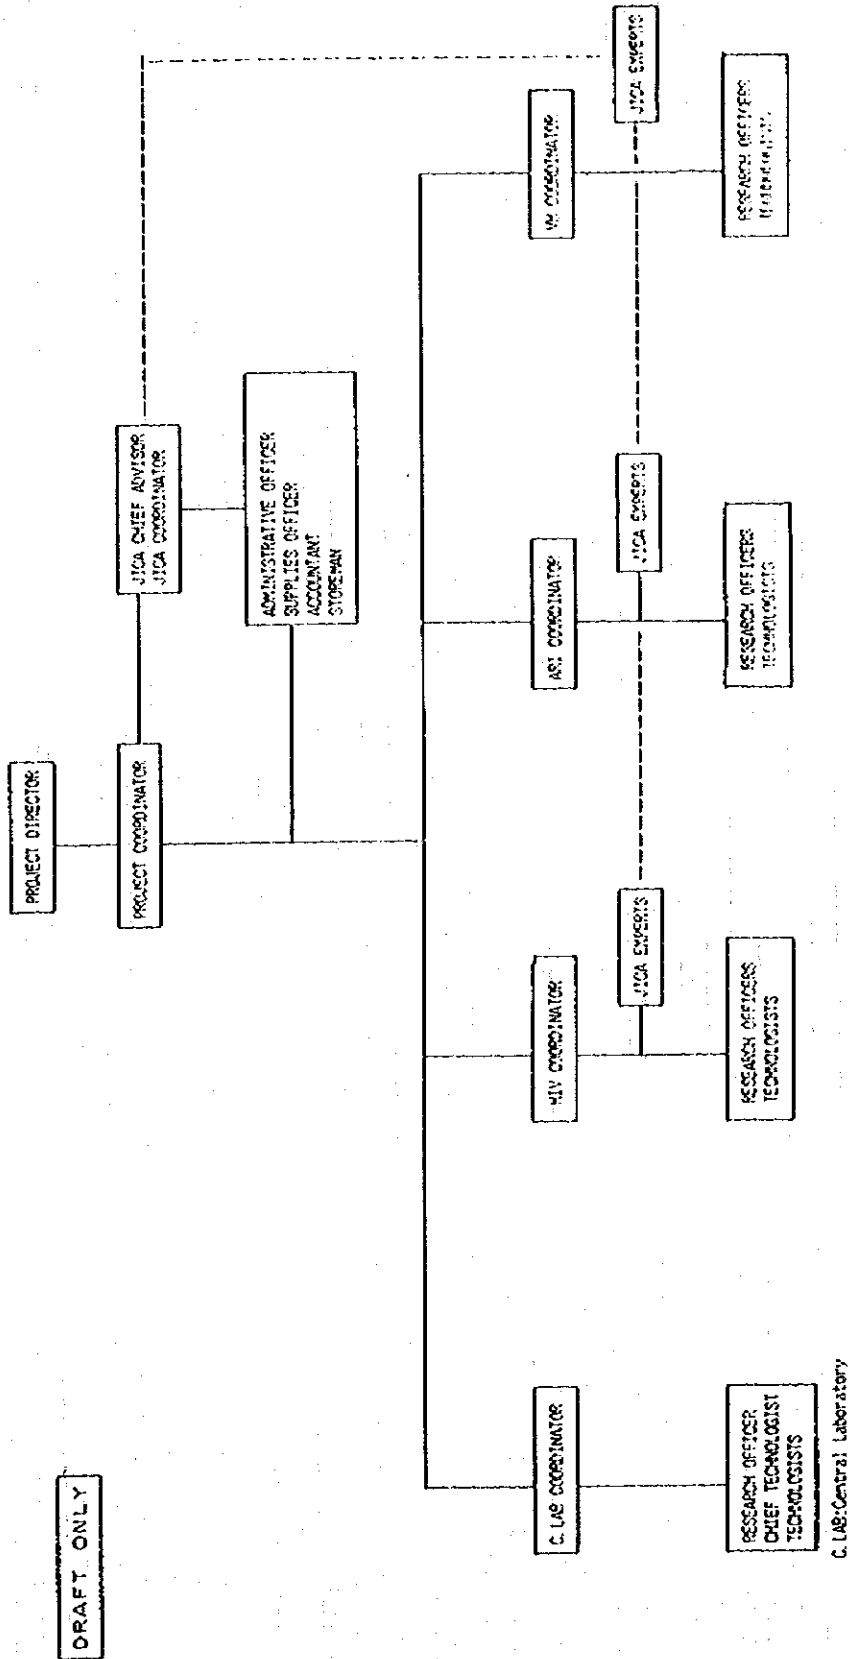 DRAFT ONLY
PROJECT DIRECTOR
PROJECT COORDINATOR
JICA CHIEF ADVISOR
JICA COORDINATOR
ADMINISTRATIVE OFFICER
SUPPLIES OFFICER
ACCOUNTANT
STOREMAN
C.LAB COORDINATOR
HIV COORDINATOR
ARI COORDINATOR
VH COORDINATOR
JICA EXPERTS
JICA EXPERTS
JICA EXPERTS
RESEARCH OFFICER
CHIEF TECHNOLOGIST
TECHNOLOGISTS
RESEARCH OFFICERS
TECHNOLOGISTS
RESEARCH OFFICERS
TECHNOLOGISTS
RESEARCH OFFICERS
C.LAB:Central Laboratory